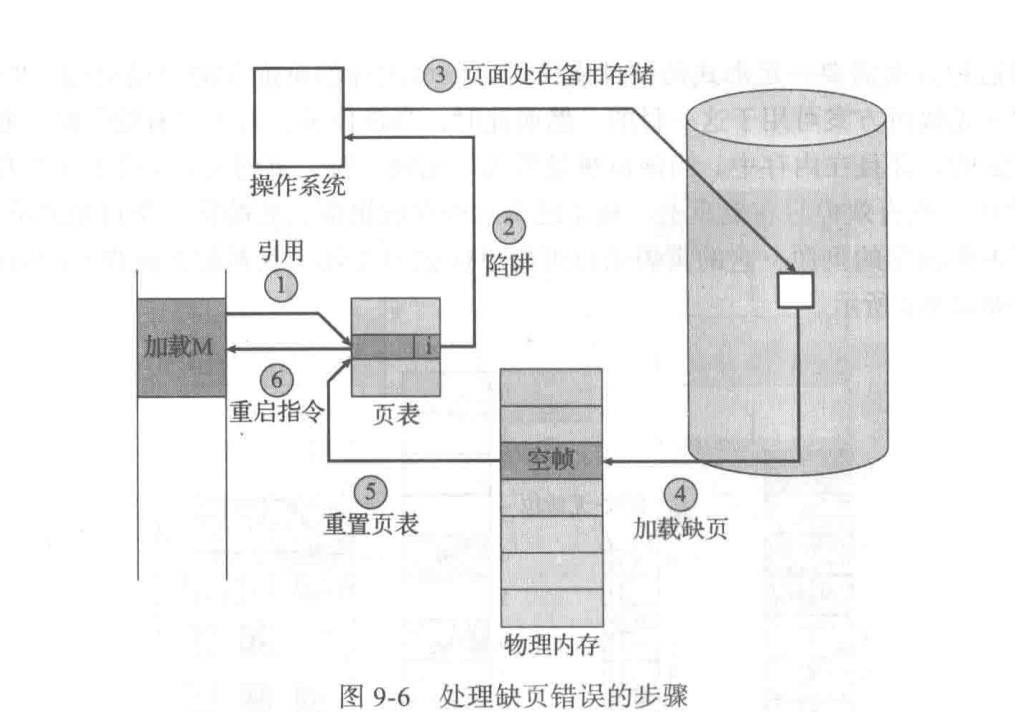 ③ 页面处在备用存储
操作系统
②
陷阱
引用
①
加载M
i
⑥
重启指令
页表
空帧
⑤
重置页表
④
加载缺页
物理内存
图 9-6 处理缺页错误的步骤